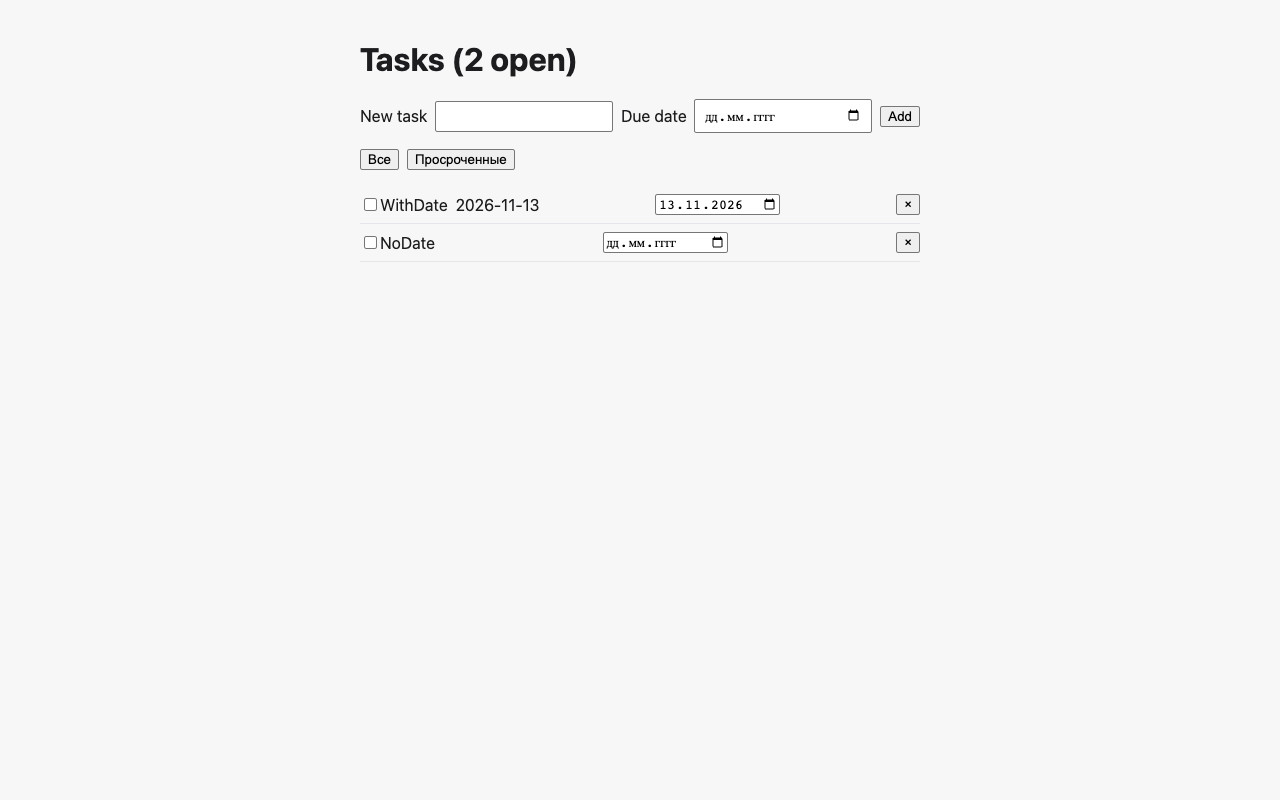 Tasks (2 open)
New task Due date дд.мм.гггг Add
Все Просроченные
WithDate 2026-11-13 13.11.2026 ×
NoDate дд.мм.гггг ×